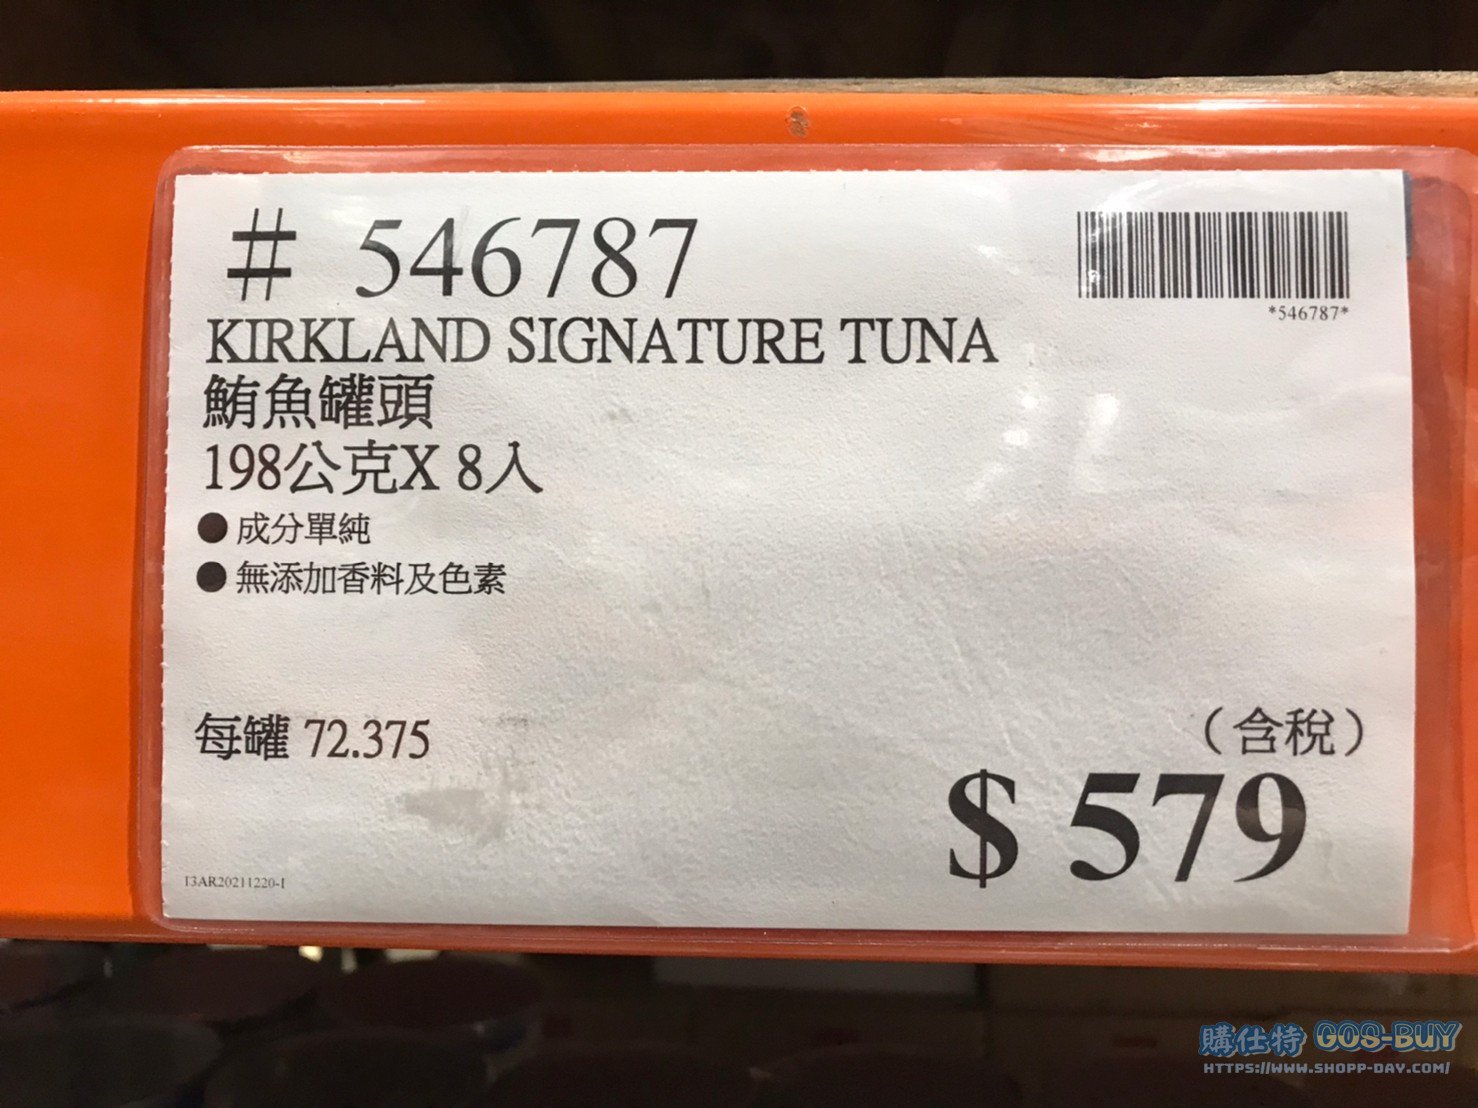 # 546787
*546787*
KIRKLAND SIGNATURE TUNA
鮪魚罐頭
198公克X 8入
● 成分單純
● 無添加香料及色素
每罐 72.375
（含稅）
$ 579
T3AR20211220-1
購仕特 GOS-BUY
HTTPS://WWW.SHOPP-DAY.COM/